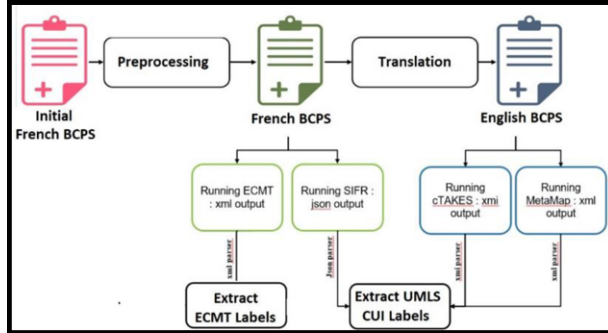 Preprocessing
Translation
Initial
French BCPS
French BCPS
English BCPS
Running ECMT
: xml output
Running SIFR :
json output
Running
cTAKES : xmi
output
Running
MetaMap : xml
output
xml parser
Json parser
xml parser
xml parser
Extract
ECMT Labels
Extract UMLS
CUI Labels